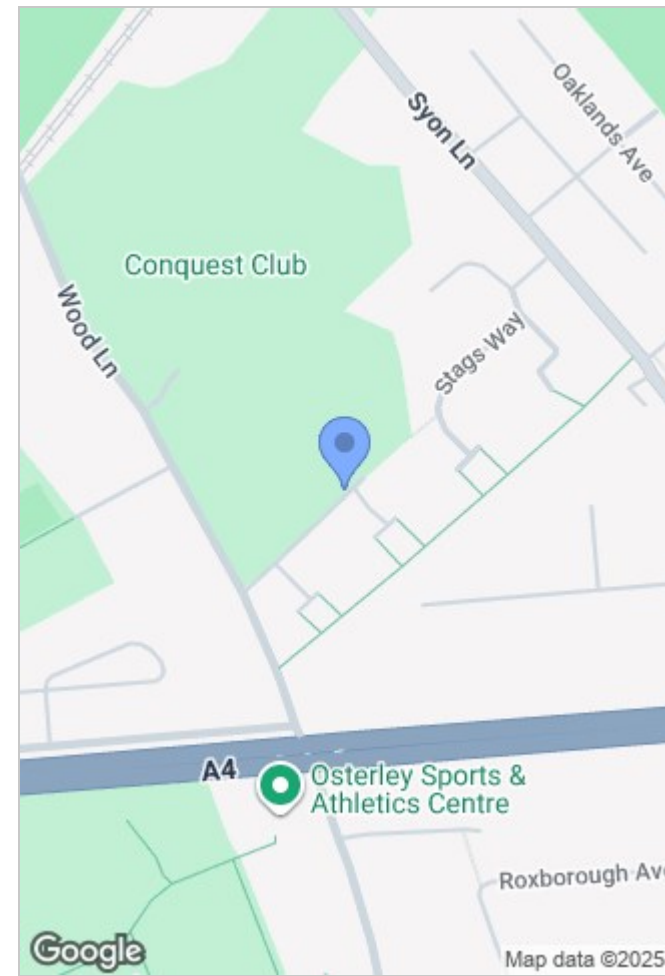 Syon Ln
Oaklands Ave
Conquest Club
Wood Ln
Stags Way
A4
Osterley Sports &
Athletics Centre
Roxborough Ave
Google
Map data ©2025